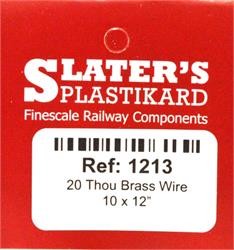 SLATER'S
PLASTIKARD
Finescale Railway Components
Ref: 1213
20 Thou Brass Wire
10 x 12”